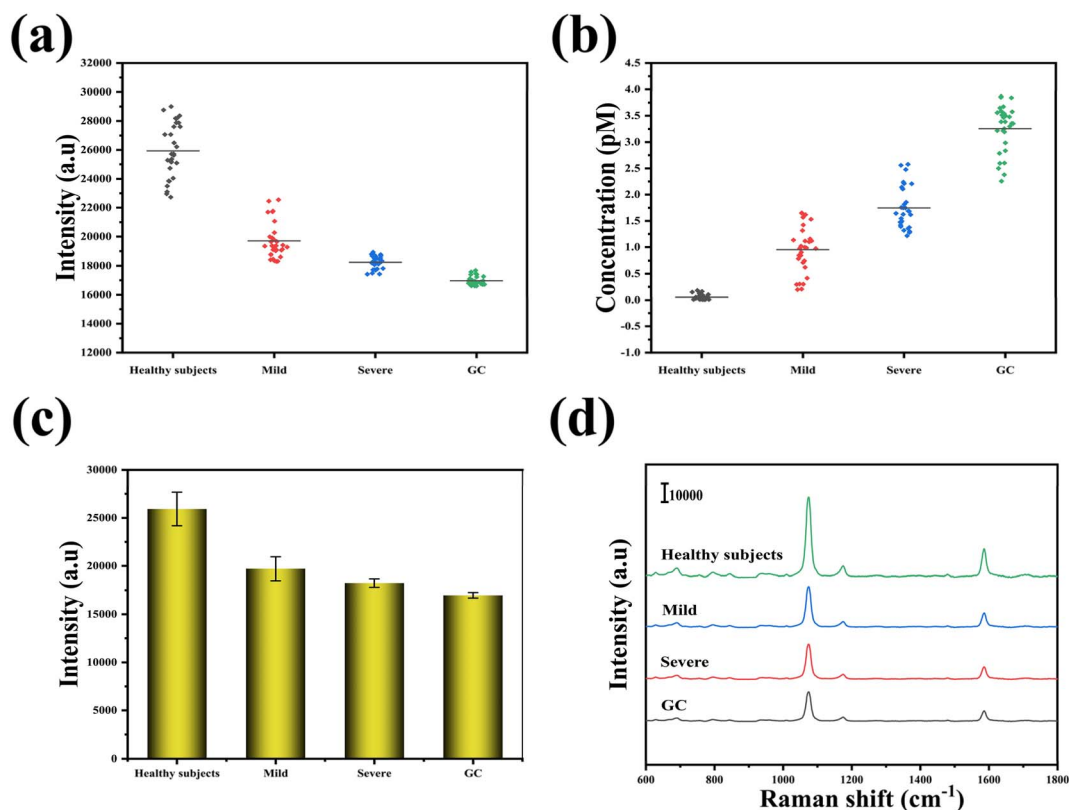 (a)
Intensity (a.u)
32000
30000
28000
26000
24000
22000
20000
18000
16000
14000
12000
Healthy subjects Mild Severe GC
(b)
Concentration (pM)
4.5
4.0
3.5
3.0
2.5
2.0
1.5
1.0
0.5
0.0
-0.5
-1.0
Healthy subjects Mild Severe GC
(c)
Intensity (a.u)
30000
25000
20000
15000
10000
5000
0
Healthy subjects Mild Severe GC
(d)
Intensity (a.u)
10000
Healthy subjects
Mild
Severe
GC
600 800 1000 1200 1400 1600 1800
Raman shift (cm⁻¹)